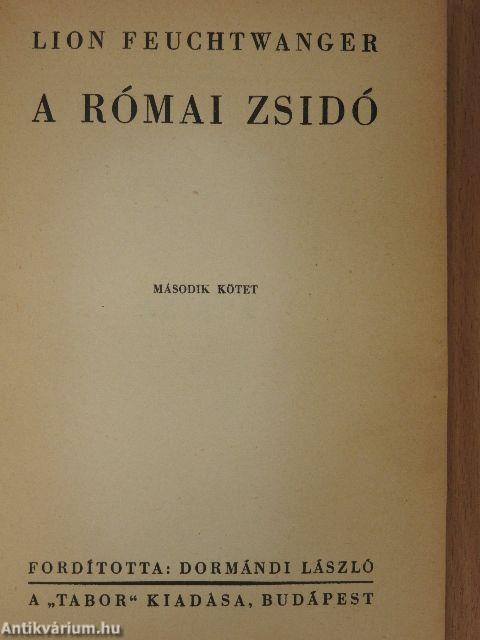 LION FEUCHTWANGER
A RÓMAI ZSIDÓ
MÁSODIK KÖTET
FORDÍTOTTA: DORMÁNDI LÁSZLÓ
A „TABOR“ KIADÁSA, BUDAPEST
Antikvárium.hu